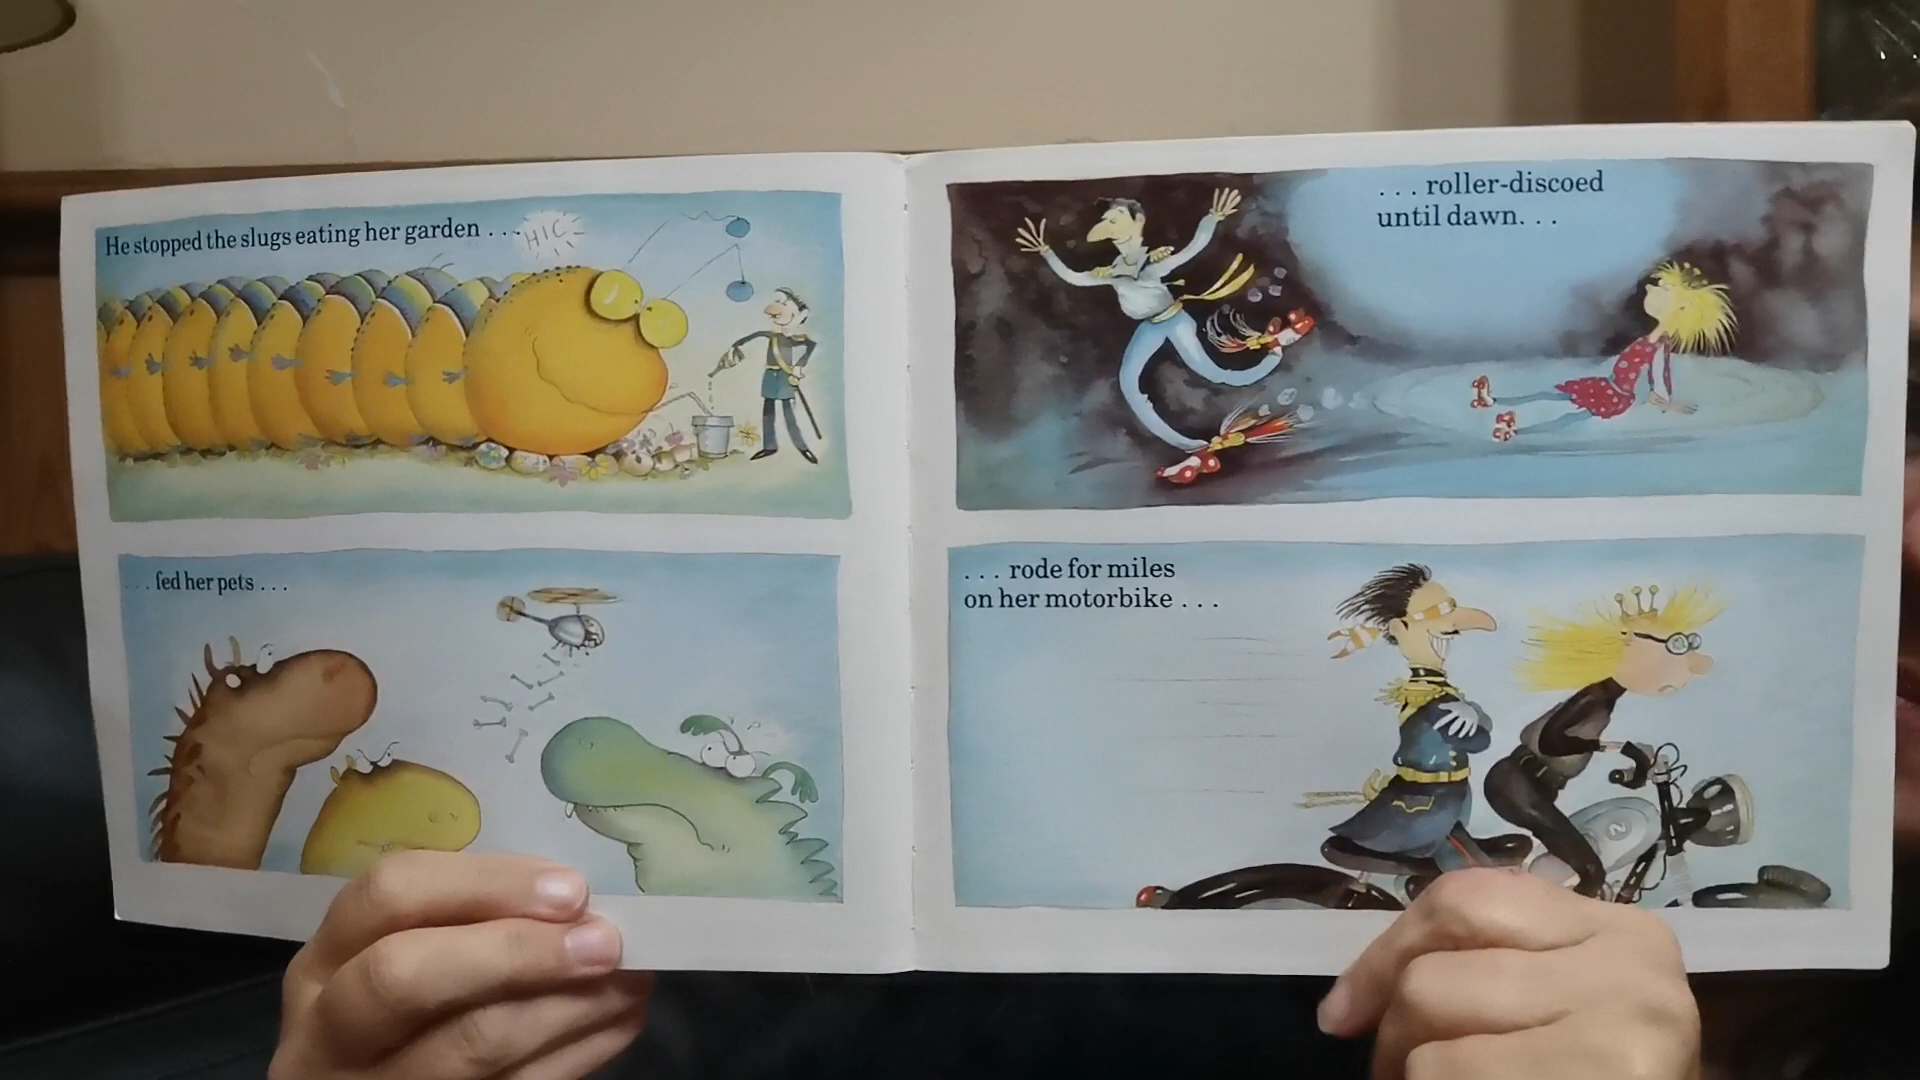 He stopped the slugs eating her garden . . .
HIC
. . . fed her pets . . .
. . . roller-discoed
until dawn. . .
. . . rode for miles
on her motorbike . . .
2